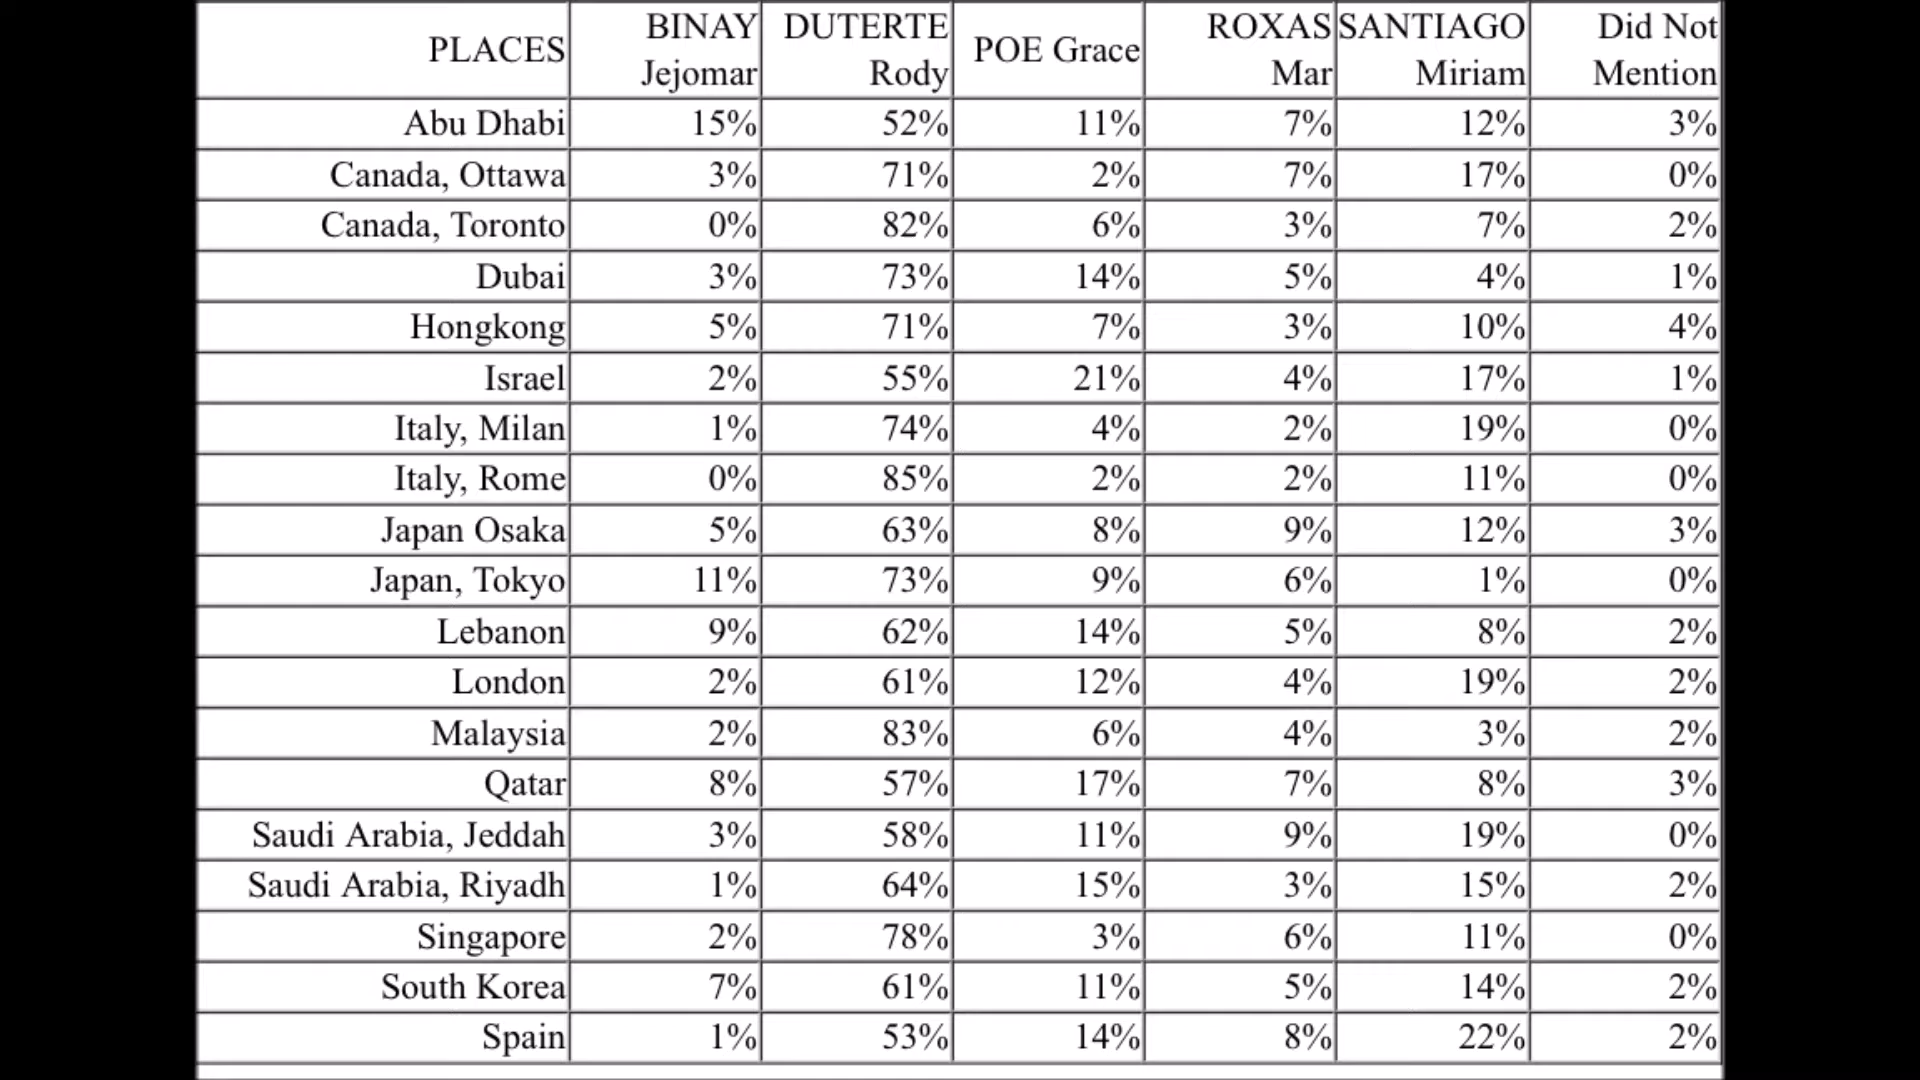 PLACES BINAY Jejomar DUTERTE Rody POE Grace ROXAS Mar SANTIAGO Miriam Did Not Mention
Abu Dhabi 15% 52% 11% 7% 12% 3%
Canada, Ottawa 3% 71% 2% 7% 17% 0%
Canada, Toronto 0% 82% 6% 3% 7% 2%
Dubai 3% 73% 14% 5% 4% 1%
Hongkong 5% 71% 7% 3% 10% 4%
Israel 2% 55% 21% 4% 17% 1%
Italy, Milan 1% 74% 4% 2% 19% 0%
Italy, Rome 0% 85% 2% 2% 11% 0%
Japan Osaka 5% 63% 8% 9% 12% 3%
Japan, Tokyo 11% 73% 9% 6% 1% 0%
Lebanon 9% 62% 14% 5% 8% 2%
London 2% 61% 12% 4% 19% 2%
Malaysia 2% 83% 6% 4% 3% 2%
Qatar 8% 57% 17% 7% 8% 3%
Saudi Arabia, Jeddah 3% 58% 11% 9% 19% 0%
Saudi Arabia, Riyadh 1% 64% 15% 3% 15% 2%
Singapore 2% 78% 3% 6% 11% 0%
South Korea 7% 61% 11% 5% 14% 2%
Spain 1% 53% 14% 8% 22% 2%